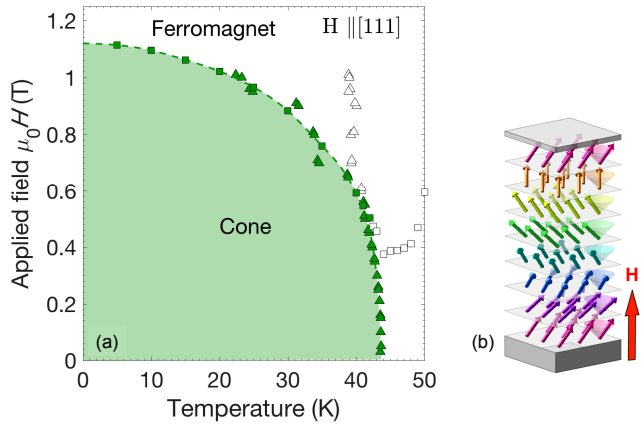 Ferromagnet
H ∥[111]
Applied field μ₀H (T)
1.2
1
0.8
0.6
0.4
0.2
0
Cone
(a)
0
10
20
30
40
50
Temperature (K)
H
(b)